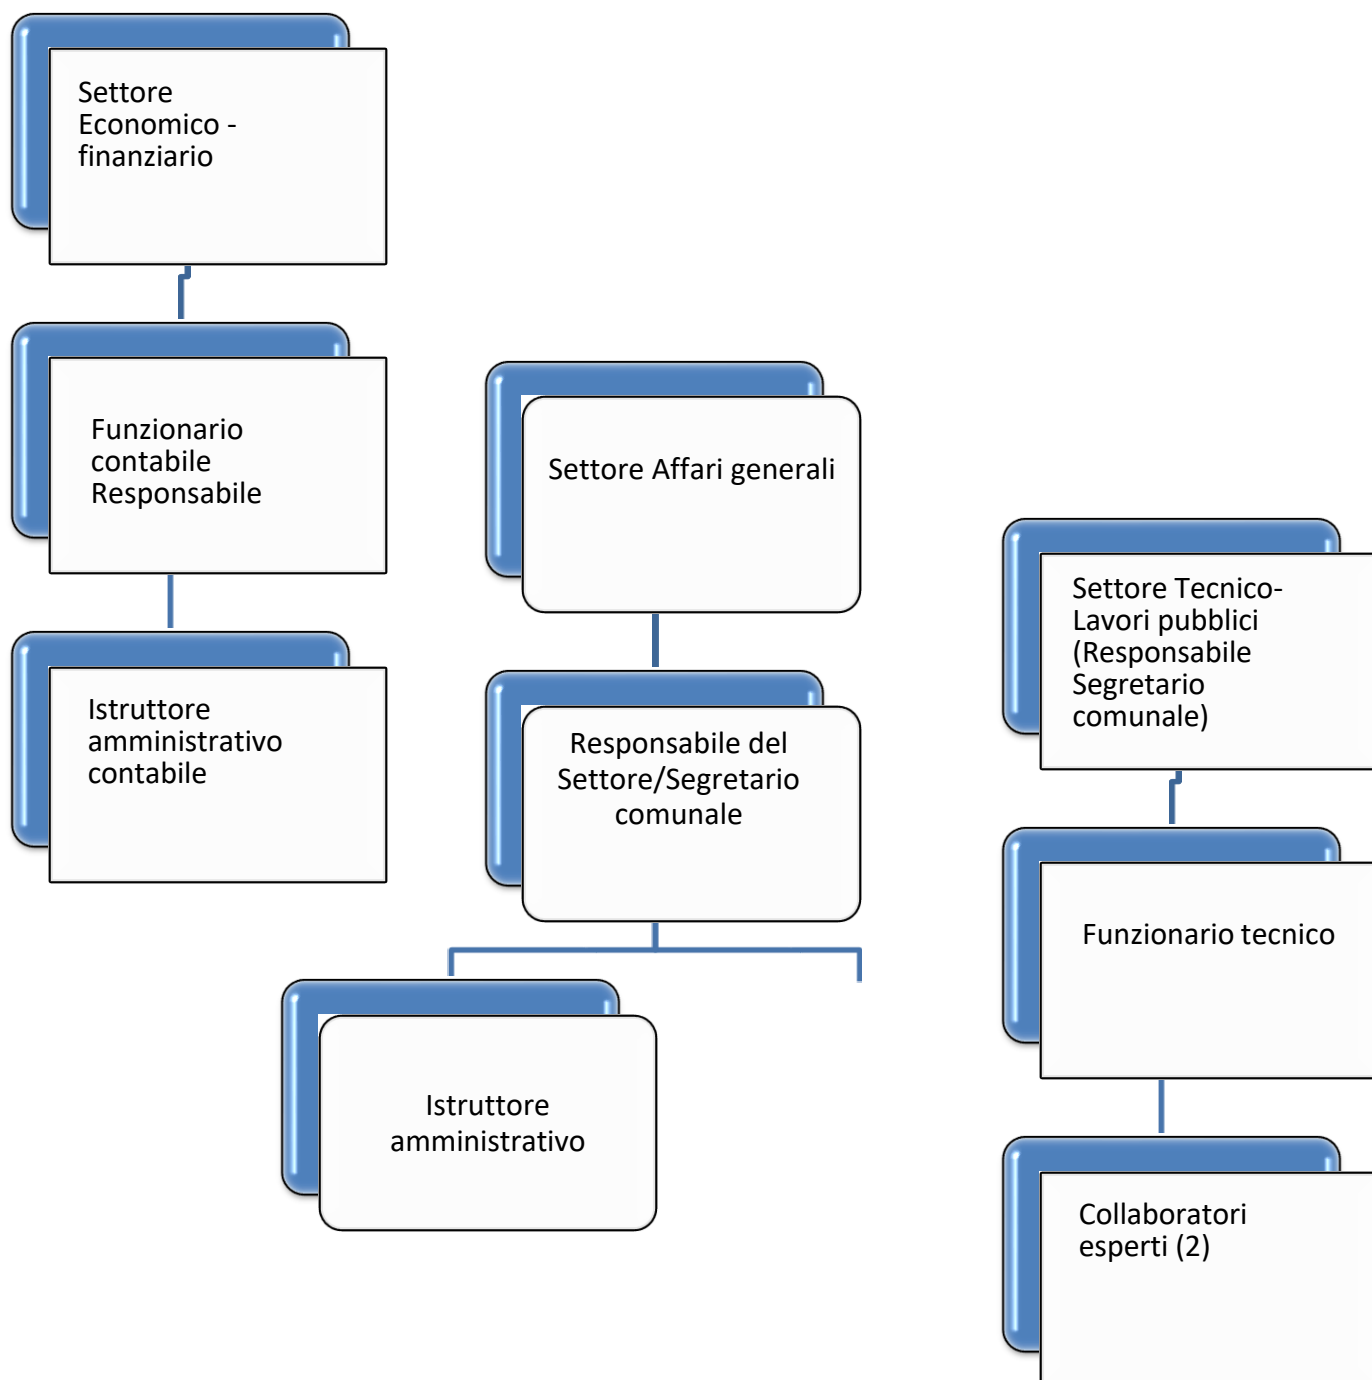 Settore
Economico -
finanziario
Funzionario
contabile
Responsabile
Istruttore
amministrativo
contabile
Settore Affari generali
Responsabile del
Settore/Segretario
comunale
Istruttore
amministrativo
Settore Tecnico-
Lavori pubblici
(Responsabile
Segretario
comunale)
Funzionario tecnico
Collaboratori
esperti (2)